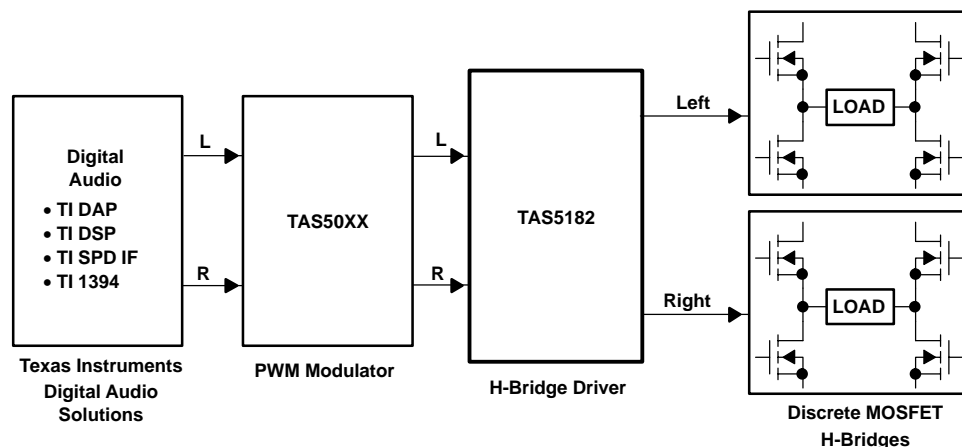 Digital
Audio
• TI DAP
• TI DSP
• TI SPD IF
• TI 1394
Texas Instruments
Digital Audio
Solutions
L
R
TAS50XX
PWM Modulator
L
R
TAS5182
H-Bridge Driver
Left
Right
LOAD
LOAD
Discrete MOSFET
H-Bridges